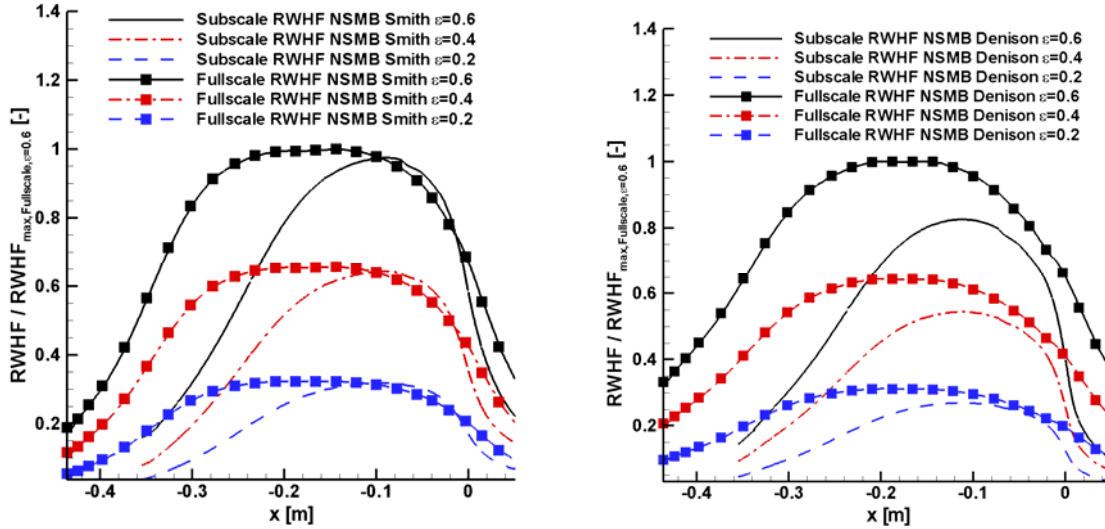 Subscale RWHF NSMB Smith ε=0.6
Subscale RWHF NSMB Smith ε=0.4
Subscale RWHF NSMB Smith ε=0.2
Fullscale RWHF NSMB Smith ε=0.6
Fullscale RWHF NSMB Smith ε=0.4
Fullscale RWHF NSMB Smith ε=0.2
RWHF / RWHFmax,Fullscale,ε=0.6 [-]
1.4
1.2
1
0.8
0.6
0.4
0.2
-0.4
-0.3
-0.2
-0.1
0
x [m]
Subscale RWHF NSMB Denison ε=0.6
Subscale RWHF NSMB Denison ε=0.4
Subscale RWHF NSMB Denison ε=0.2
Fullscale RWHF NSMB Denison ε=0.6
Fullscale RWHF NSMB Denison ε=0.4
Fullscale RWHF NSMB Denison ε=0.2
RWHF / RWHFmax,Fullscale,ε=0.6 [-]
1.4
1.2
1
0.8
0.6
0.4
0.2
-0.4
-0.3
-0.2
-0.1
0
x [m]